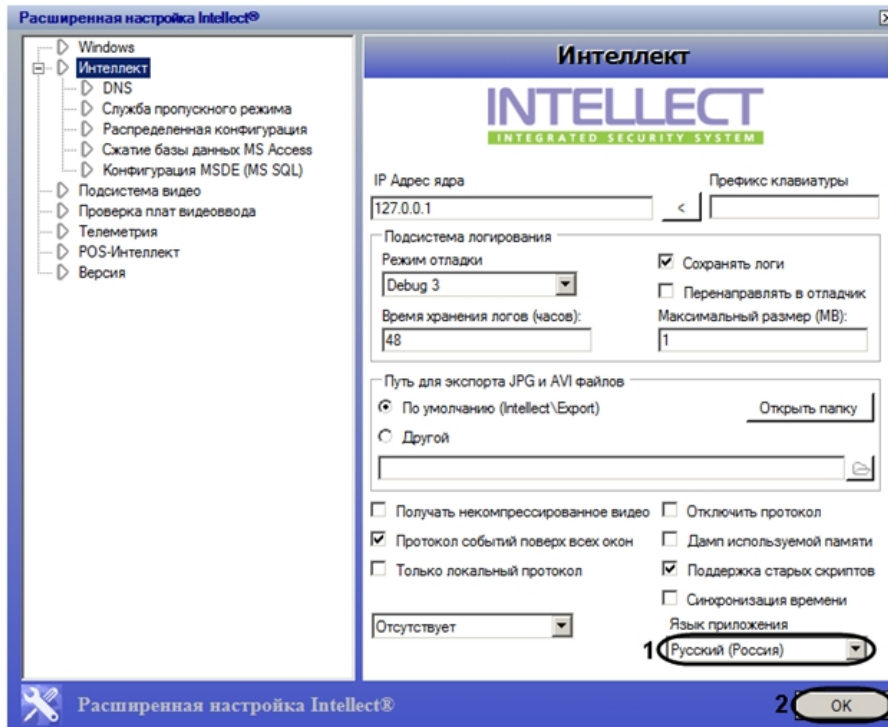 Расширенная настройка Intellect®
Windows
Интеллект
DNS
Служба пропускного режима
Распределенная конфигурация
Сжатие базы данных MS Access
Конфигурация MSDE (MS SQL)
Подсистема видео
Проверка плат видеоввода
Телеметрия
POS-Интеллект
Версия
Интеллект
INTELLECT
INTEGRATED SECURITY SYSTEM
IP Адрес ядра
Префикс клавиатуры
127.0.0.1
<
Подсистема логирования
Режим отладки
Сохранять логи
Debug 3
Перенаправлять в отладчик
Время хранения логов (часов):
Максимальный размер (MB):
48
1
Путь для экспорта JPG и AVI файлов
По умолчанию (Intellect\Export)
Открыть папку
Другой
Получать некомпрессированное видео
Отключить протокол
Протокол событий поверх всех окон
Дамп используемой памяти
Только локальный протокол
Поддержка старых скриптов
Синхронизация времени
Отсутствует
Язык приложения
1
Русский (Россия)
Расширенная настройка Intellect®
2
OK